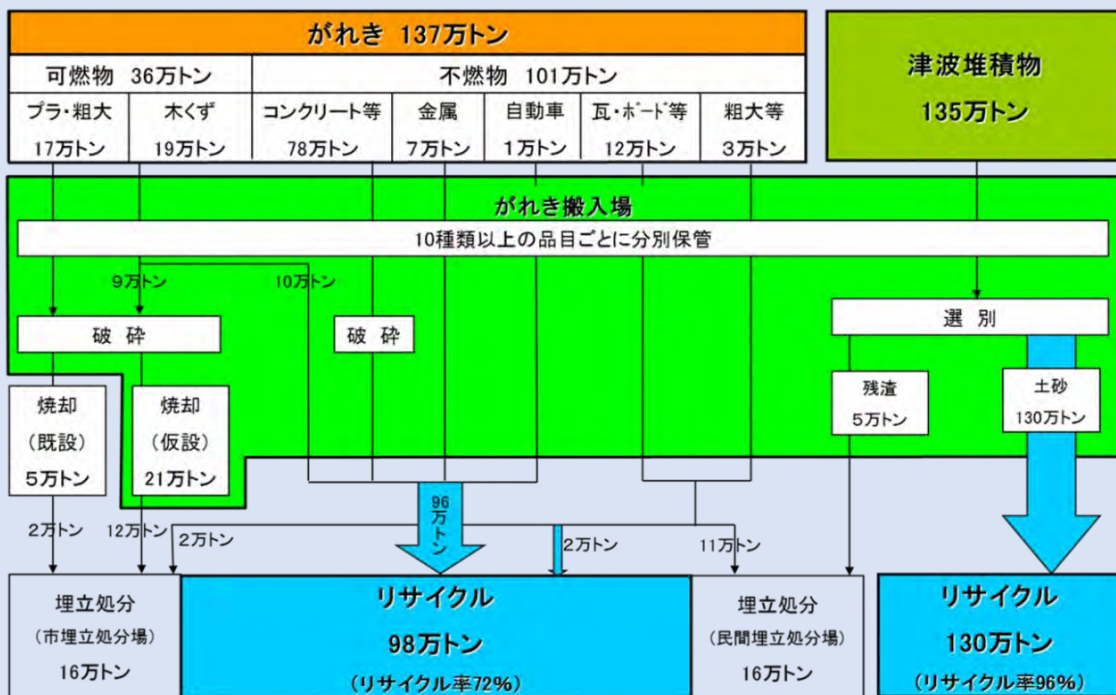 がれき 137万トン
可燃物 36万トン
不燃物 101万トン
プラ・粗大
17万トン
木くず
19万トン
コンクリート等
78万トン
金属
7万トン
自動車
1万トン
瓦・ボード等
12万トン
粗大等
3万トン
津波堆積物
135万トン
がれき搬入場
10種類以上の品目ごとに分別保管
9万トン
10万トン
破 砕
破 砕
選 別
焼却
(既設)
5万トン
焼却
(仮設)
21万トン
残渣
5万トン
土砂
130万トン
2万トン
12万トン
2万トン
96万トン
2万トン
11万トン
埋立処分
(市埋立処分場)
16万トン
リサイクル
98万トン
(リサイクル率72%)
埋立処分
(民間埋立処分場)
16万トン
リサイクル
130万トン
(リサイクル率96%)